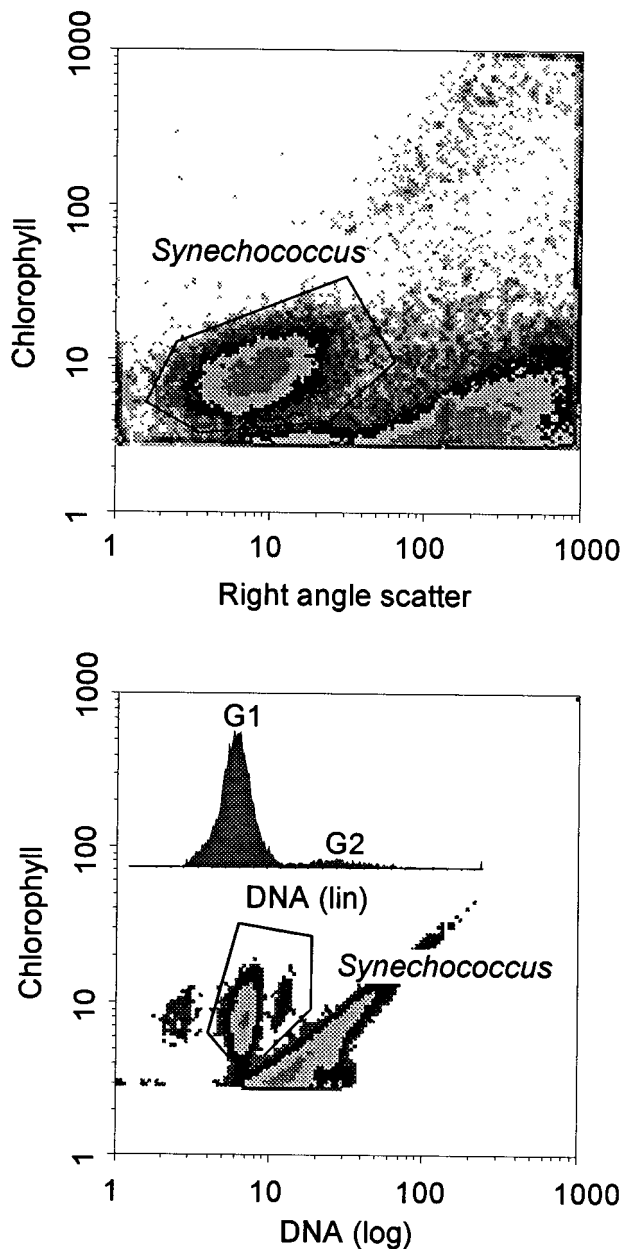 1000
100
10
1
Chlorophyll
Synechococcus
1 10 100 1000
Right angle scatter
1000
100
10
1
Chlorophyll
G1
G2
DNA (lin)
Synechococcus
1 10 100 1000
DNA (log)